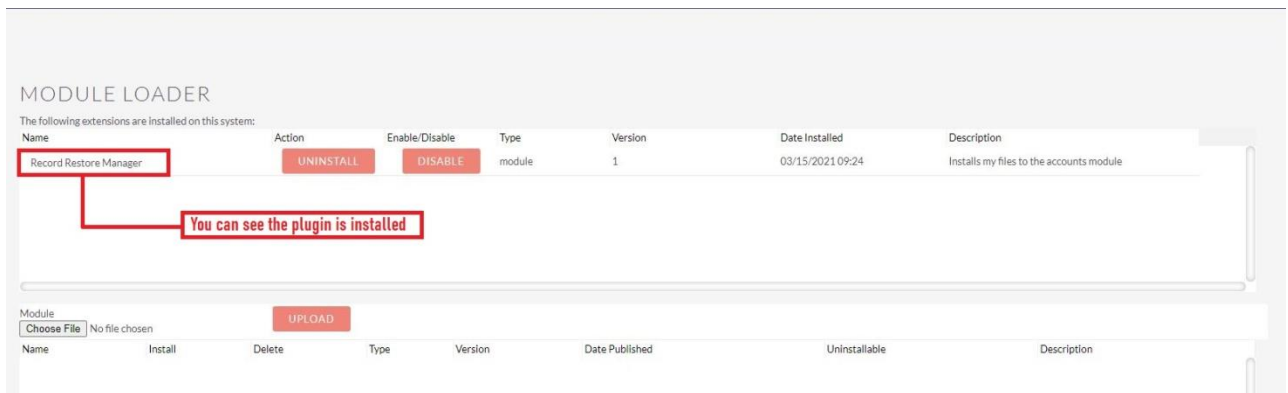 MODULE LOADER
The following extensions are installed on this system:
Name Action Enable/Disable Type Version Date Installed Description
Record Restore Manager UNINSTALL DISABLE module 1 03/15/2021 09:24 Installs my files to the accounts module
You can see the plugin is installed
Module
Choose File No file chosen UPLOAD
Name Install Delete Type Version Date Published Uninstallable Description